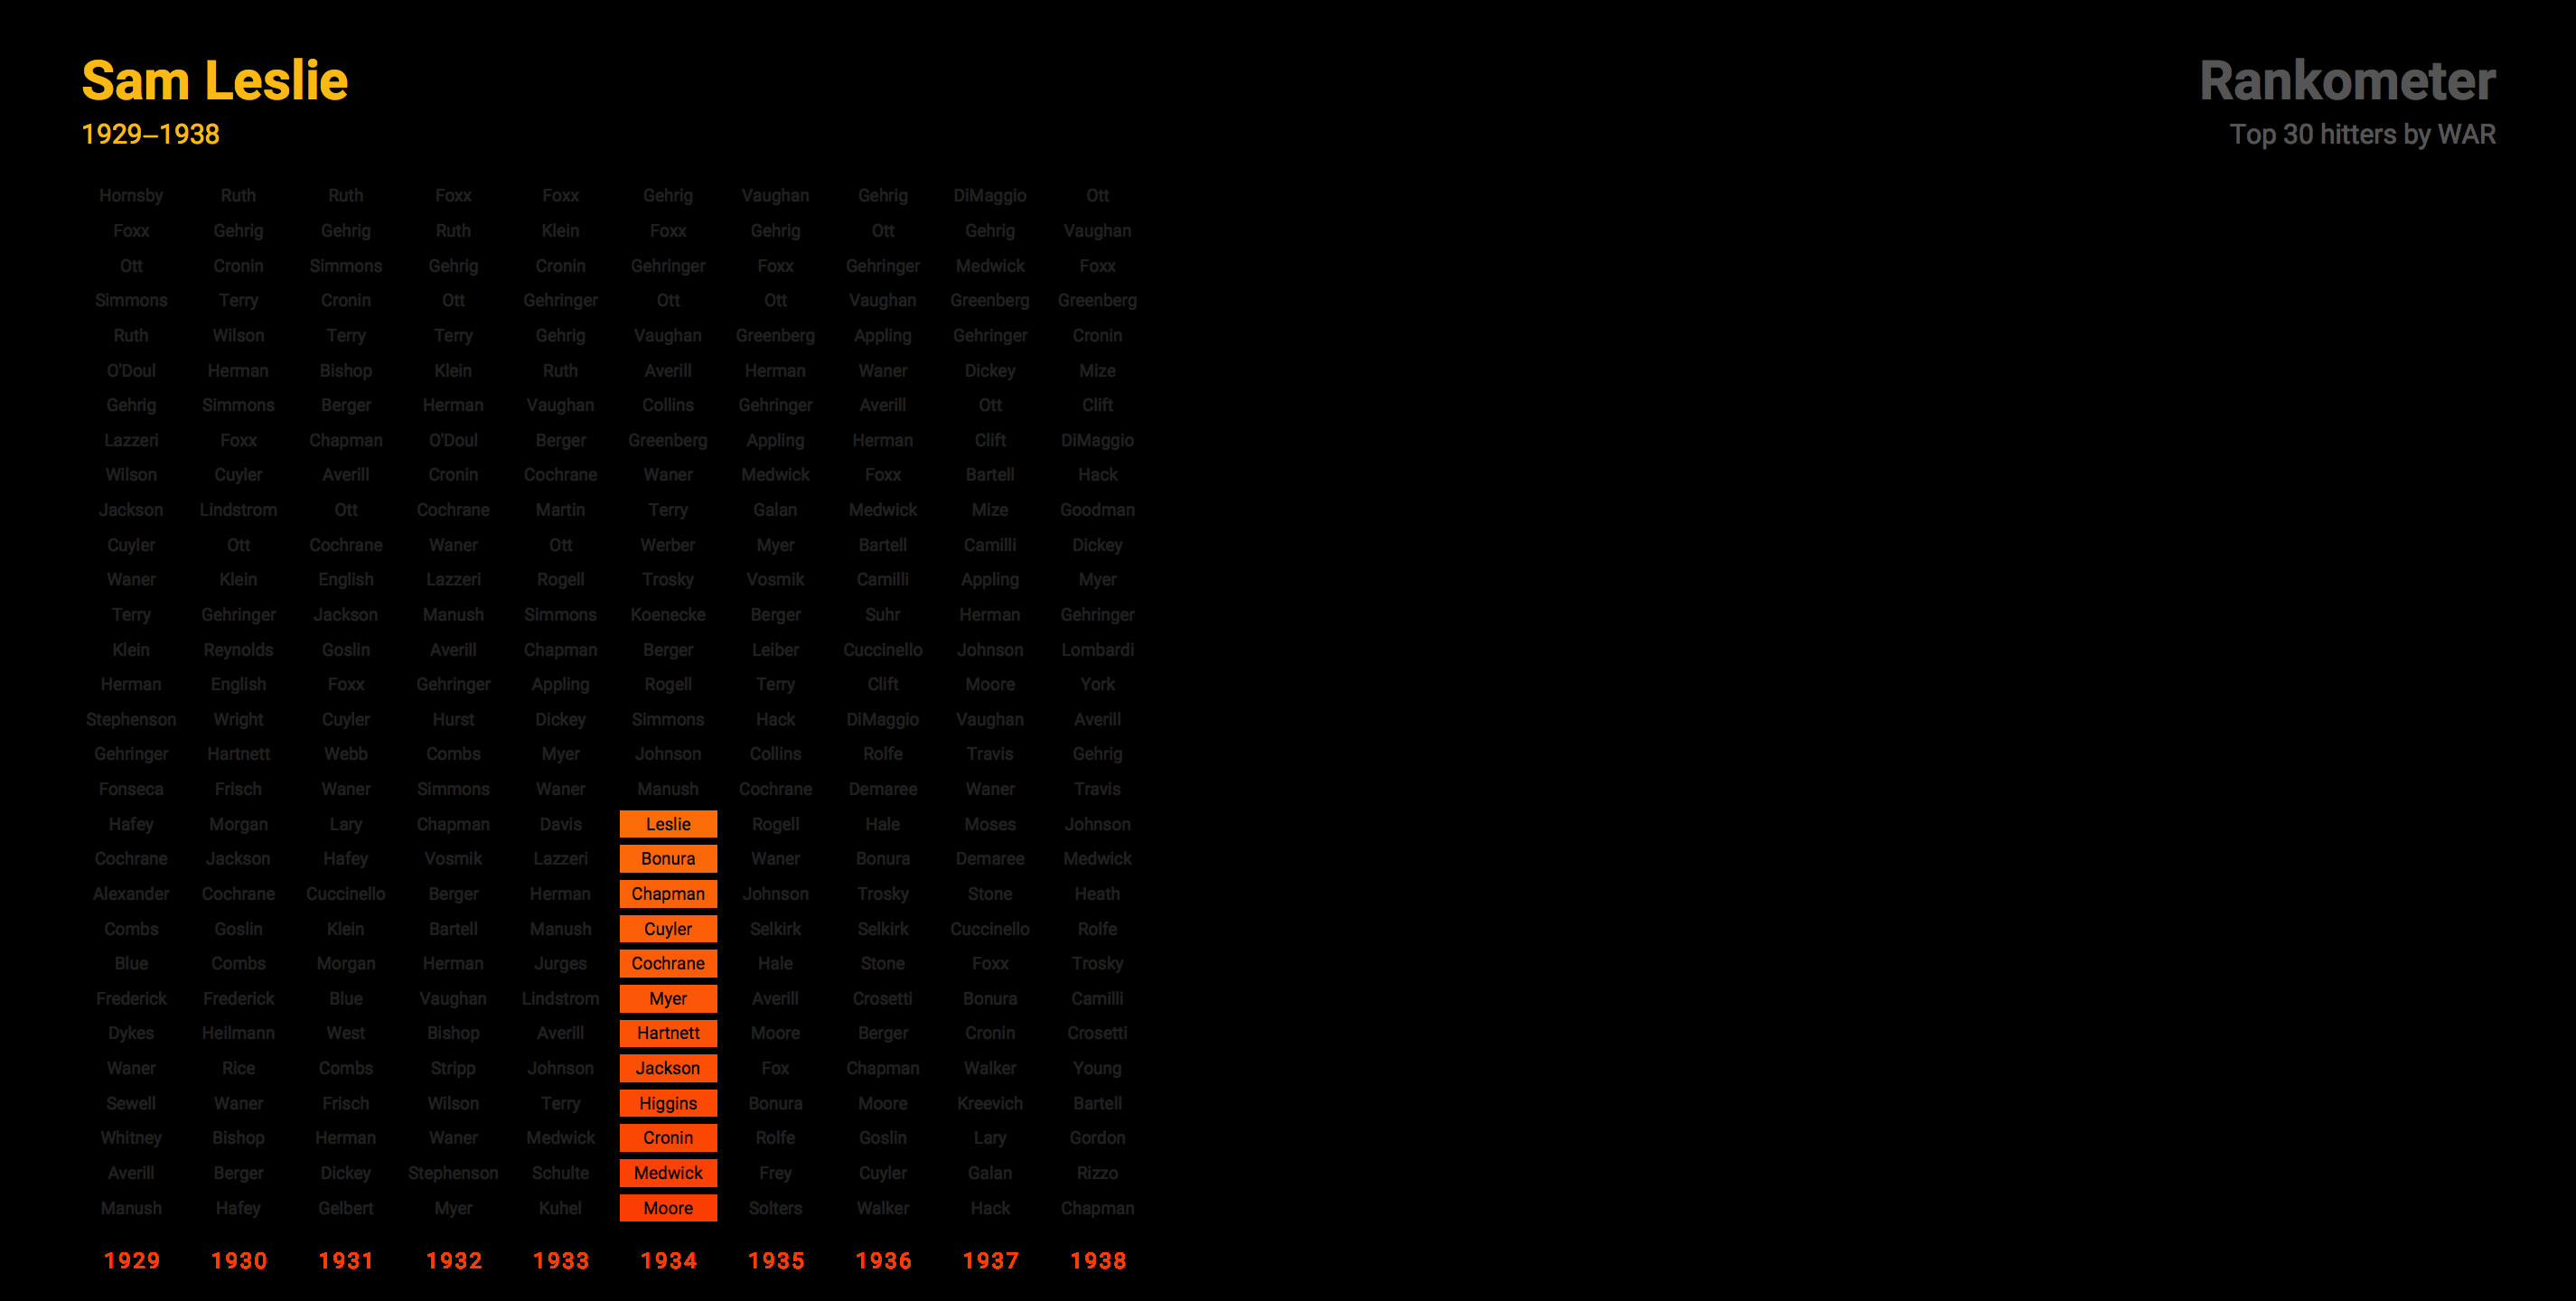 Sam Leslie Rankometer
1929–1938 Top 30 hitters by WAR
Hornsby Ruth Ruth Foxx Foxx Gehrig Vaughan Gehrig DiMaggio Ott
Foxx Gehrig Gehrig Ruth Klein Foxx Gehrig Ott Gehrig Vaughan
Ott Cronin Simmons Gehrig Cronin Gehringer Foxx Gehringer Medwick Foxx
Simmons Terry Cronin Ott Gehringer Ott Ott Vaughan Greenberg Greenberg
Ruth Wilson Terry Terry Gehrig Vaughan Greenberg Appling Gehringer Cronin
O'Doul Herman Bishop Klein Ruth Averill Herman Waner Dickey Mize
Gehrig Simmons Berger Herman Vaughan Collins Gehringer Averill Ott Clift
Lazzeri Foxx Chapman O'Doul Berger Greenberg Appling Herman Clift DiMaggio
Wilson Cuyler Averill Cronin Cochrane Waner Medwick Foxx Bartell Hack
Jackson Lindstrom Ott Cochrane Martin Terry Galan Medwick Mize Goodman
Cuyler Ott Cochrane Waner Ott Werber Myer Bartell Camilli Dickey
Waner Klein English Lazzeri Rogell Trosky Vosmik Camilli Appling Myer
Terry Gehringer Jackson Manush Simmons Koenecke Berger Suhr Herman Gehringer
Klein Reynolds Goslin Averill Chapman Berger Leiber Cuccinello Johnson Lombardi
Herman English Foxx Gehringer Appling Rogell Terry Clift Moore York
Stephenson Wright Cuyler Hurst Dickey Simmons Hack DiMaggio Vaughan Averill
Gehringer Hartnett Webb Combs Myer Johnson Collins Rolfe Travis Gehrig
Fonseca Frisch Waner Simmons Waner Manush Cochrane Demaree Waner Travis
Hafey Morgan Lary Chapman Davis Leslie Rogell Hale Moses Johnson
Cochrane Jackson Hafey Vosmik Lazzeri Bonura Waner Bonura Demaree Medwick
Alexander Cochrane Cuccinello Berger Herman Chapman Johnson Trosky Stone Heath
Combs Goslin Klein Bartell Manush Cuyler Selkirk Selkirk Cuccinello Rolfe
Blue Combs Morgan Herman Jurges Cochrane Hale Stone Foxx Trosky
Frederick Frederick Blue Vaughan Lindstrom Myer Averill Crosetti Bonura Camilli
Dykes Heilmann West Bishop Averill Hartnett Moore Berger Cronin Crosetti
Waner Rice Combs Stripp Johnson Jackson Fox Chapman Walker Young
Sewell Waner Frisch Wilson Terry Higgins Bonura Moore Kreevich Bartell
Whitney Bishop Herman Waner Medwick Cronin Rolfe Goslin Lary Gordon
Averill Berger Dickey Stephenson Schulte Medwick Frey Cuyler Galan Rizzo
Manush Hafey Gelbert Myer Kuhel Moore Solters Walker Hack Chapman
1929 1930 1931 1932 1933 1934 1935 1936 1937 1938